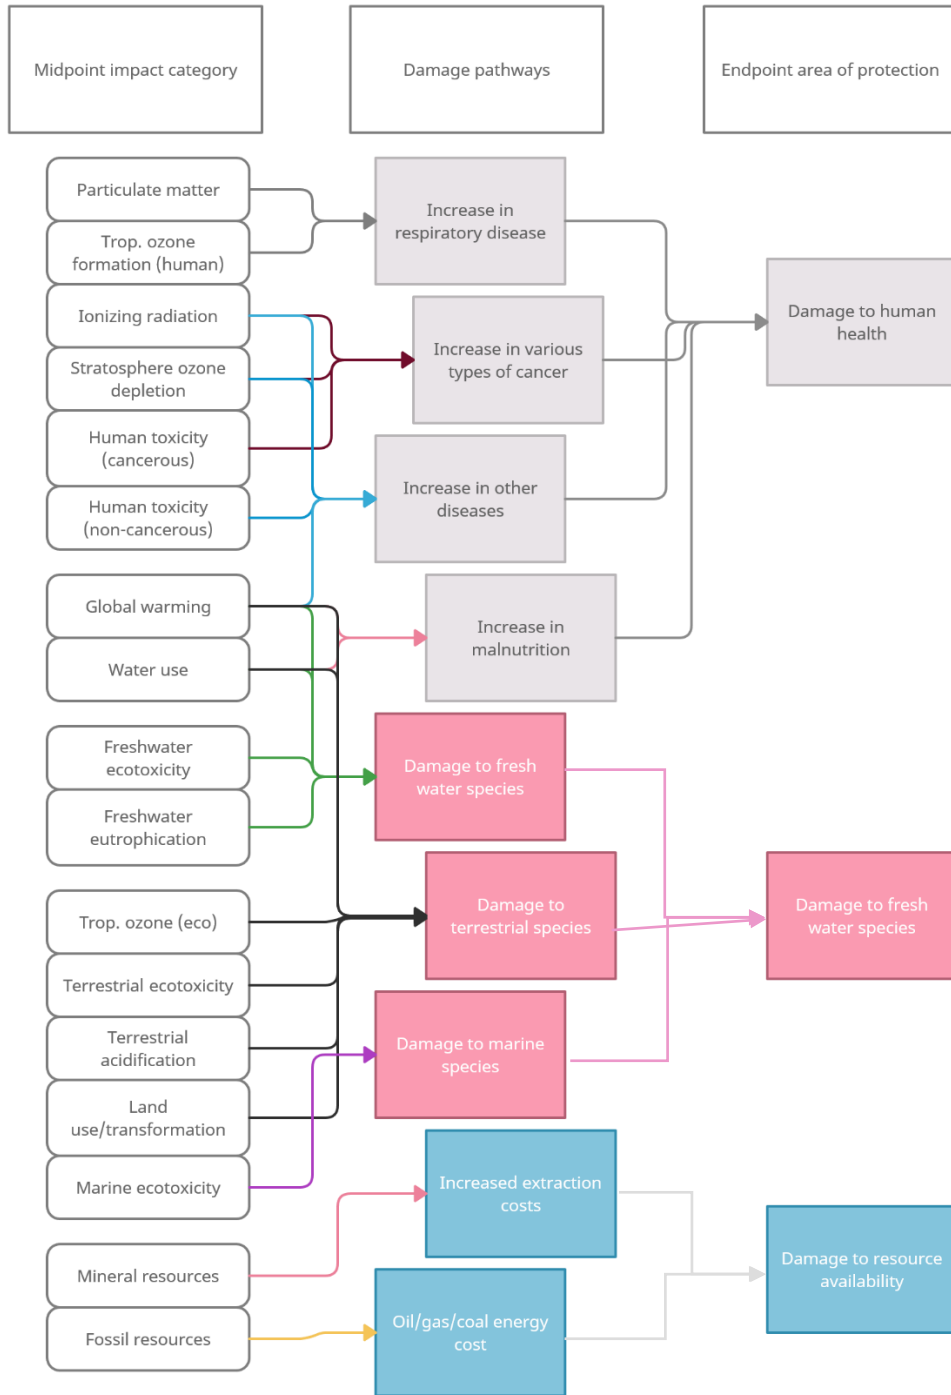 Midpoint impact category
Damage pathways
Endpoint area of protection
Particulate matter
Trop. ozone
formation (human)
Ionizing radiation
Stratosphere ozone
depletion
Human toxicity
(cancerous)
Human toxicity
(non-cancerous)
Global warming
Water use
Freshwater
ecotoxicity
Freshwater
eutrophication
Trop. ozone (eco)
Terrestrial ecotoxicity
Terrestrial
acidification
Land
use/transformation
Marine ecotoxicity
Mineral resources
Fossil resources
Increase in
respiratory disease
Increase in various
types of cancer
Increase in other
diseases
Increase in
malnutrition
Damage to fresh
water species
Damage to
terrestrial species
Damage to marine
species
Increased extraction
costs
Oil/gas/coal energy
cost
Damage to human
health
Damage to fresh
water species
Damage to resource
availability